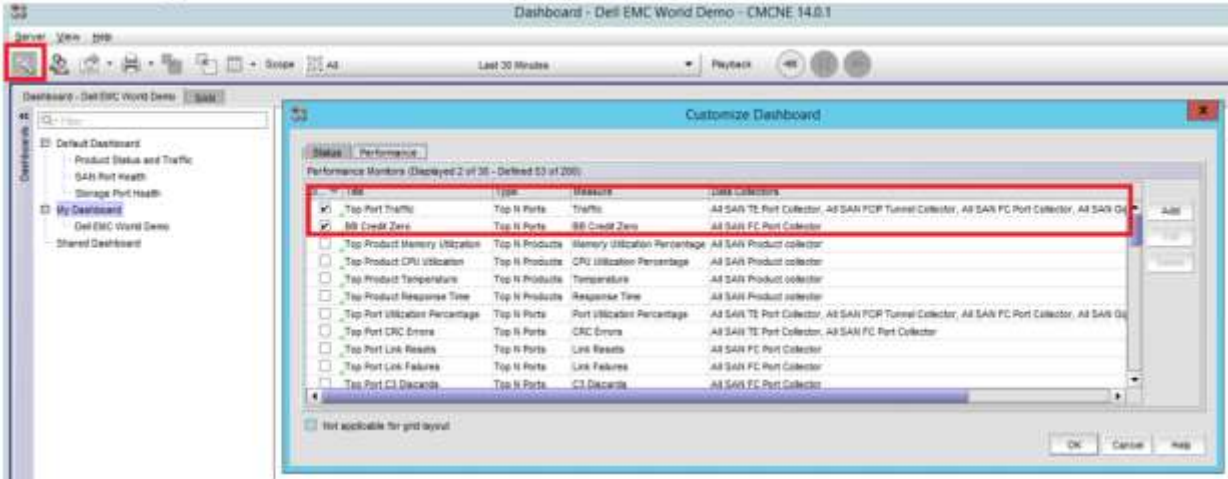 Dashboard - Dell EMC World Demo - CMCNE 14.0.1
Server View Help
Scope All Last 30 Minutes Playback
Dashboard - Dell EMC World Demo SAN
Dashboards
Filter
Default Dashboard
Product Status and Traffic
SAN Port Health
Storage Port Health
My Dashboard
Dell EMC World Demo
Shared Dashboard
Customize Dashboard
Status Performance
Performance Monitors (Displayed 2 of 30 - Defined 53 of 200)
Title Type Measure Data Collectors
Top Port Traffic Top N Ports Traffic All SAN TE Port Collector, All SAN FCIP Tunnel Collector, All SAN FC Port Collector, All SAN
BB Credit Zero Top N Ports BB Credit Zero All SAN FC Port Collector
Top Product Memory Utilization Top N Products Memory Utilization Percentage All SAN Product collector
Top Product CPU Utilization Top N Products CPU Utilization Percentage All SAN Product collector
Top Product Temperature Top N Products Temperature All SAN Product collector
Top Product Response Time Top N Products Response Time All SAN Product collector
Top Port Utilization Percentage Top N Ports Port Utilization Percentage All SAN TE Port Collector, All SAN FCIP Tunnel Collector, All SAN FC Port Collector, All SAN
Top Port CRC Errors Top N Ports CRC Errors All SAN TE Port Collector, All SAN FC Port Collector
Top Port Link Resets Top N Ports Link Resets All SAN FC Port Collector
Top Port Link Failures Top N Ports Link Failures All SAN FC Port Collector
Top Port C3 Discards Top N Ports C3 Discards All SAN FC Port Collector
Add
Not applicable for grid layout
OK Cancel Help